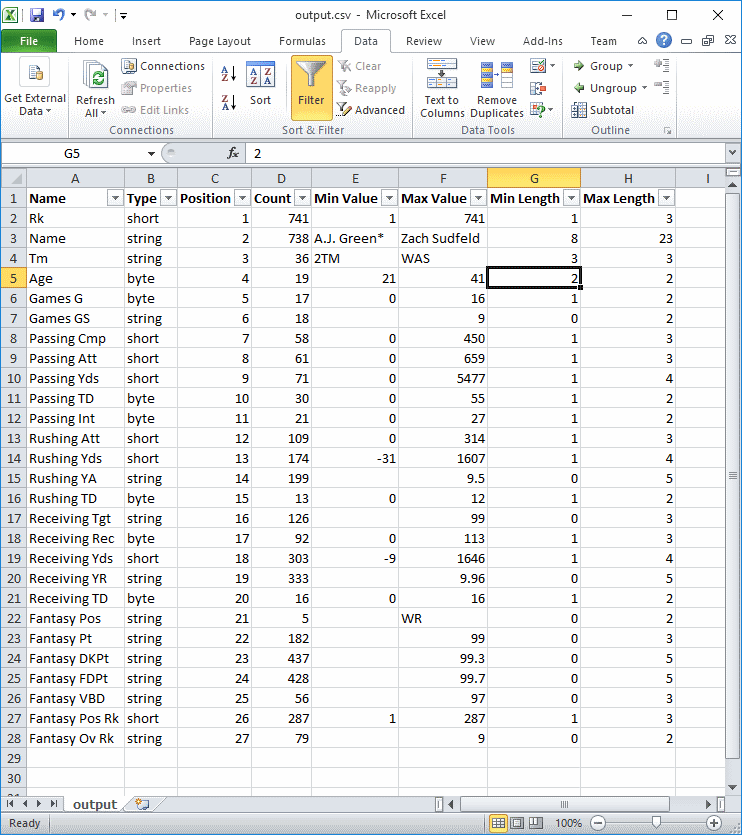 output.csv - Microsoft Excel
File Home Insert Page Layout Formulas Data Review View Add-Ins Team
Get External Data
Refresh All
Connections
Properties
Edit Links
Connections
Sort
Filter
Clear
Reapply
Advanced
Sort & Filter
Text to Columns
Remove Duplicates
Data Tools
Group
Ungroup
Subtotal
Outline
G5 fx 2
A B C D E F G H I
1 Name Type Position Count Min Value Max Value Min Length Max Length
2 Rk short 1 741 1 741 1 3
3 Name string 2 738 A.J. Green* Zach Sudfeld 8 23
4 Tm string 3 36 2TM WAS 3 3
5 Age byte 4 19 21 41 2 2
6 Games G byte 5 17 0 16 1 2
7 Games GS string 6 18 9 0 2
8 Passing Cmp short 7 58 0 450 1 3
9 Passing Att short 8 61 0 659 1 3
10 Passing Yds short 9 71 0 5477 1 4
11 Passing TD byte 10 30 0 55 1 2
12 Passing Int byte 11 21 0 27 1 2
13 Rushing Att short 12 109 0 314 1 3
14 Rushing Yds short 13 174 -31 1607 1 4
15 Rushing YA string 14 199 9.5 0 5
16 Rushing TD byte 15 13 0 12 1 2
17 Receiving Tgt string 16 126 99 0 3
18 Receiving Rec byte 17 92 0 113 1 3
19 Receiving Yds short 18 303 -9 1646 1 4
20 Receiving YR string 19 333 9.96 0 5
21 Receiving TD byte 20 16 0 16 1 2
22 Fantasy Pos string 21 5 WR 0 2
23 Fantasy Pt string 22 182 99 0 3
24 Fantasy DKPt string 23 437 99.3 0 5
25 Fantasy FDPt string 24 428 99.7 0 5
26 Fantasy VBD string 25 56 97 0 3
27 Fantasy Pos Rk short 26 287 1 287 1 3
28 Fantasy Ov Rk string 27 79 9 0 2
29
30
output
Ready 100%